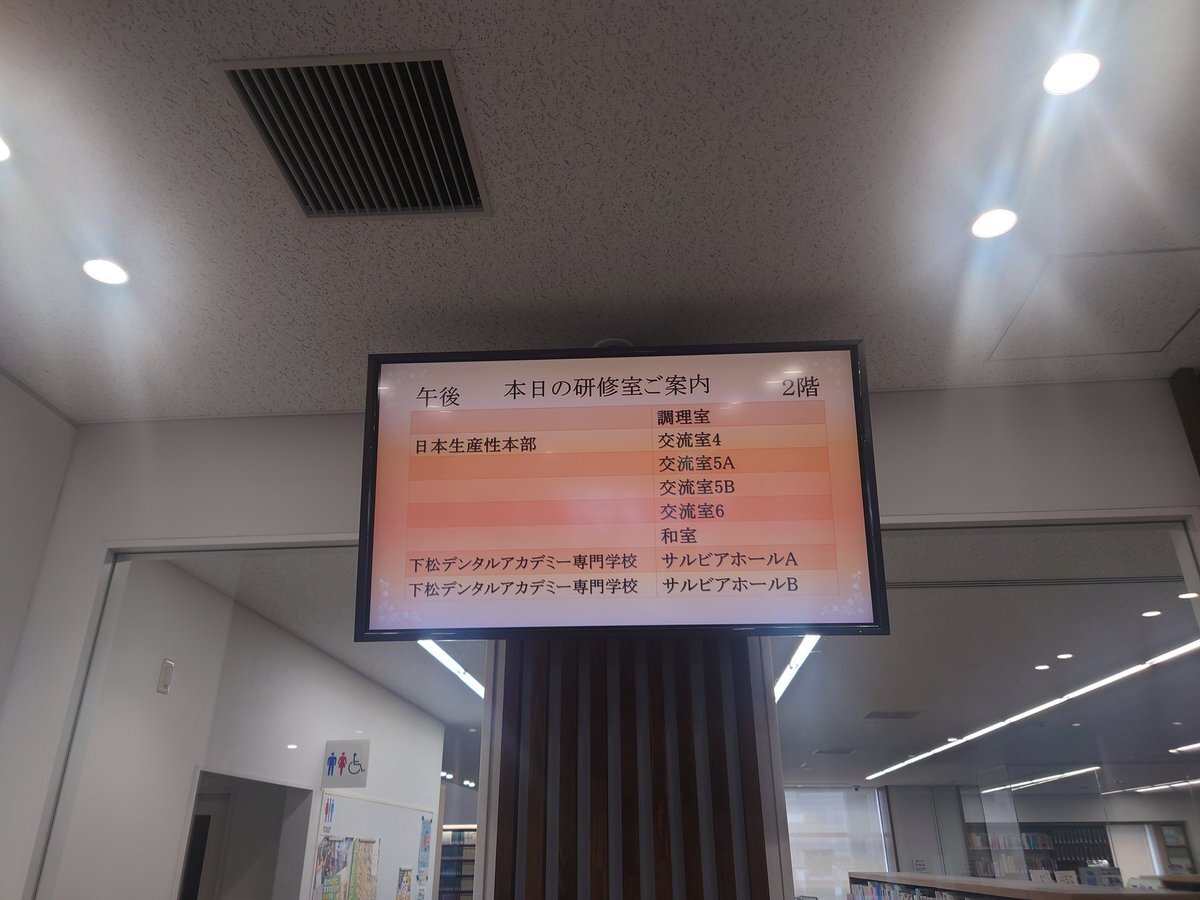 午後 本日の研修室ご案内 2階
調理室
日本生産性本部 交流室4
交流室5A
交流室5B
交流室6
和室
下松デンタルアカデミー専門学校 サルビアホールA
下松デンタルアカデミー専門学校 サルビアホールB